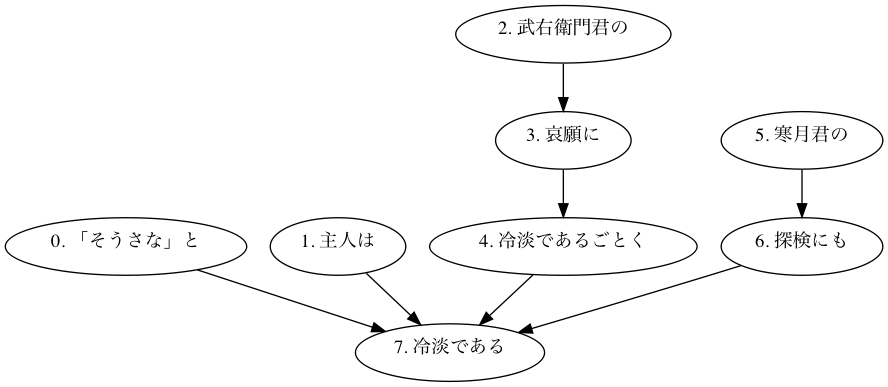 2. 武右衛門君の
3. 哀願に
5. 寒月君の
0. 「そうさな」と
1. 主人は
4. 冷淡であるごとく
6. 探検にも
7. 冷淡である